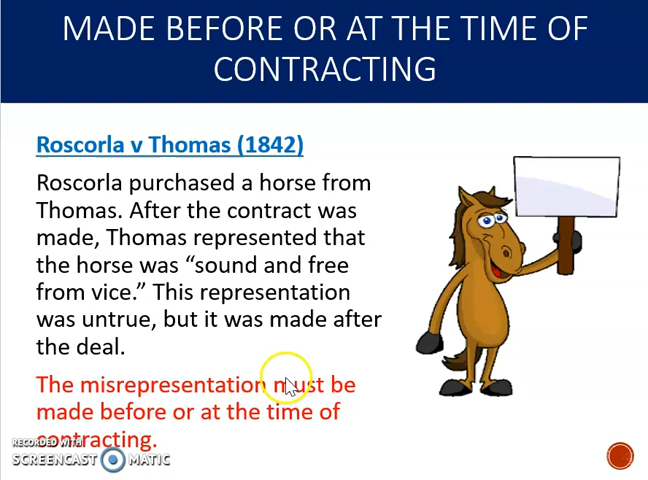 MADE BEFORE OR AT THE TIME OF
CONTRACTING
Roscorla v Thomas (1842)
Roscorla purchased a horse from
Thomas. After the contract was
made, Thomas represented that
the horse was “sound and free
from vice.” This representation
was untrue, but it was made after
the deal.
The misrepresentation must be
made before or at the time of
contracting.
RECORDED WITH
SCREENCAST MATIC